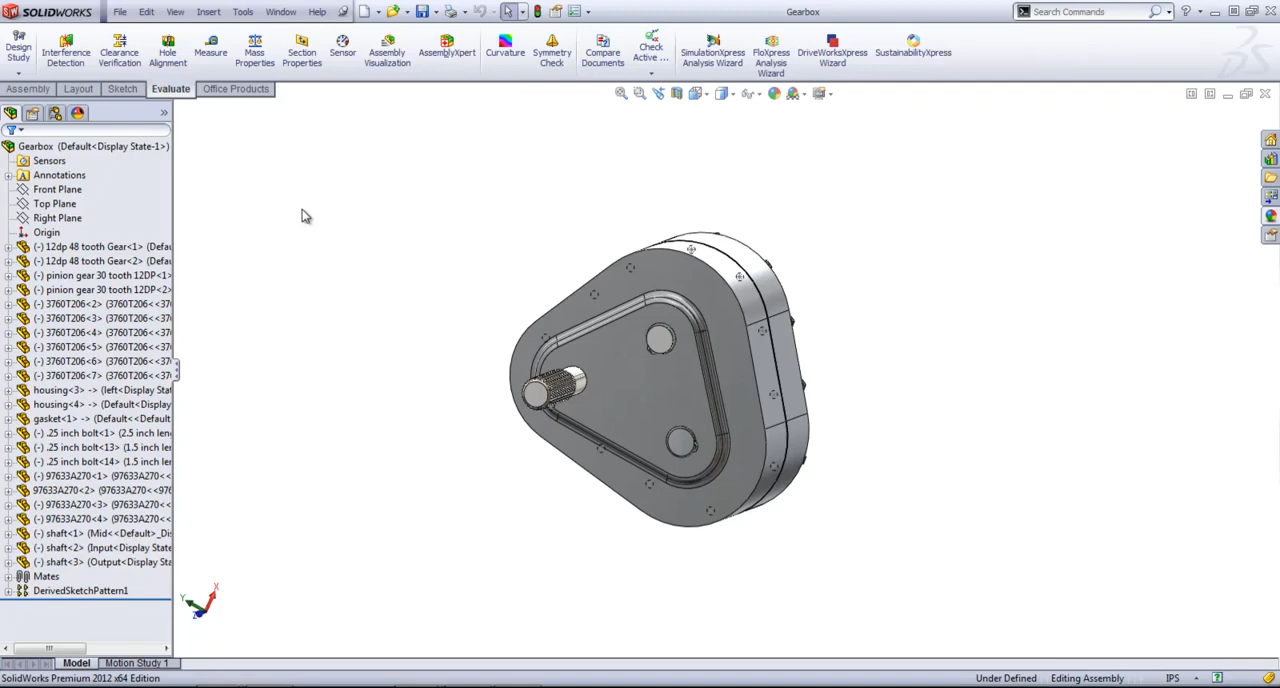 SOLIDWORKS File Edit View Insert Tools Window Help Gearbox Search Commands
Design Study
Interference Detection
Clearance Verification
Hole Alignment
Measure
Mass Properties
Section Properties
Sensor
Assembly Visualization
AssemblyXpert
Curvature
Symmetry Check
Compare Documents
Check Active ...
SimulationXpress Analysis Wizard
FloXpress Analysis Wizard
DriveWorksXpress Wizard
SustainabilityXpress
Assembly Layout Sketch Evaluate Office Products
Gearbox (Default<Display State-1>)
Sensors
Annotations
Front Plane
Top Plane
Right Plane
Origin
(-) 12dp 48 tooth Gear<1> (Defau
(-) 12dp 48 tooth Gear<2> (Defau
(-) pinion gear 30 tooth 12DP<1>
(-) pinion gear 30 tooth 12DP<2>
(-) 3760T206<2> (3760T206<<37
(-) 3760T206<3> (3760T206<<37
(-) 3760T206<4> (3760T206<<37
(-) 3760T206<5> (3760T206<<37
(-) 3760T206<6> (3760T206<<37
(-) 3760T206<7> (3760T206<<37
housing<3> -> (left<Display Stat
housing<4> -> (Default<Display
gasket<1> -> (Default<<Default
(-) .25 inch bolt<1> (2.5 in len
(-) .25 inch bolt<13> (1.5 in len
(-) .25 inch bolt<14> (1.5 in len
(-) 97633A270<1> (97633A270<<
97633A270<2> (97633A270<<976
(-) 97633A270<3> (97633A270<<
(-) 97633A270<4> (97633A270<<
(-) shaft<1> (Mid<<Default>_Dis
(-) shaft<2> (Input<Display State
(-) shaft<3> (Output<Display Sta
Mates
DerivedSketchPattern1
X
Y
Z
Model Motion Study 1
SolidWorks Premium 2012 x64 Edition Under Defined Editing Assembly IPS